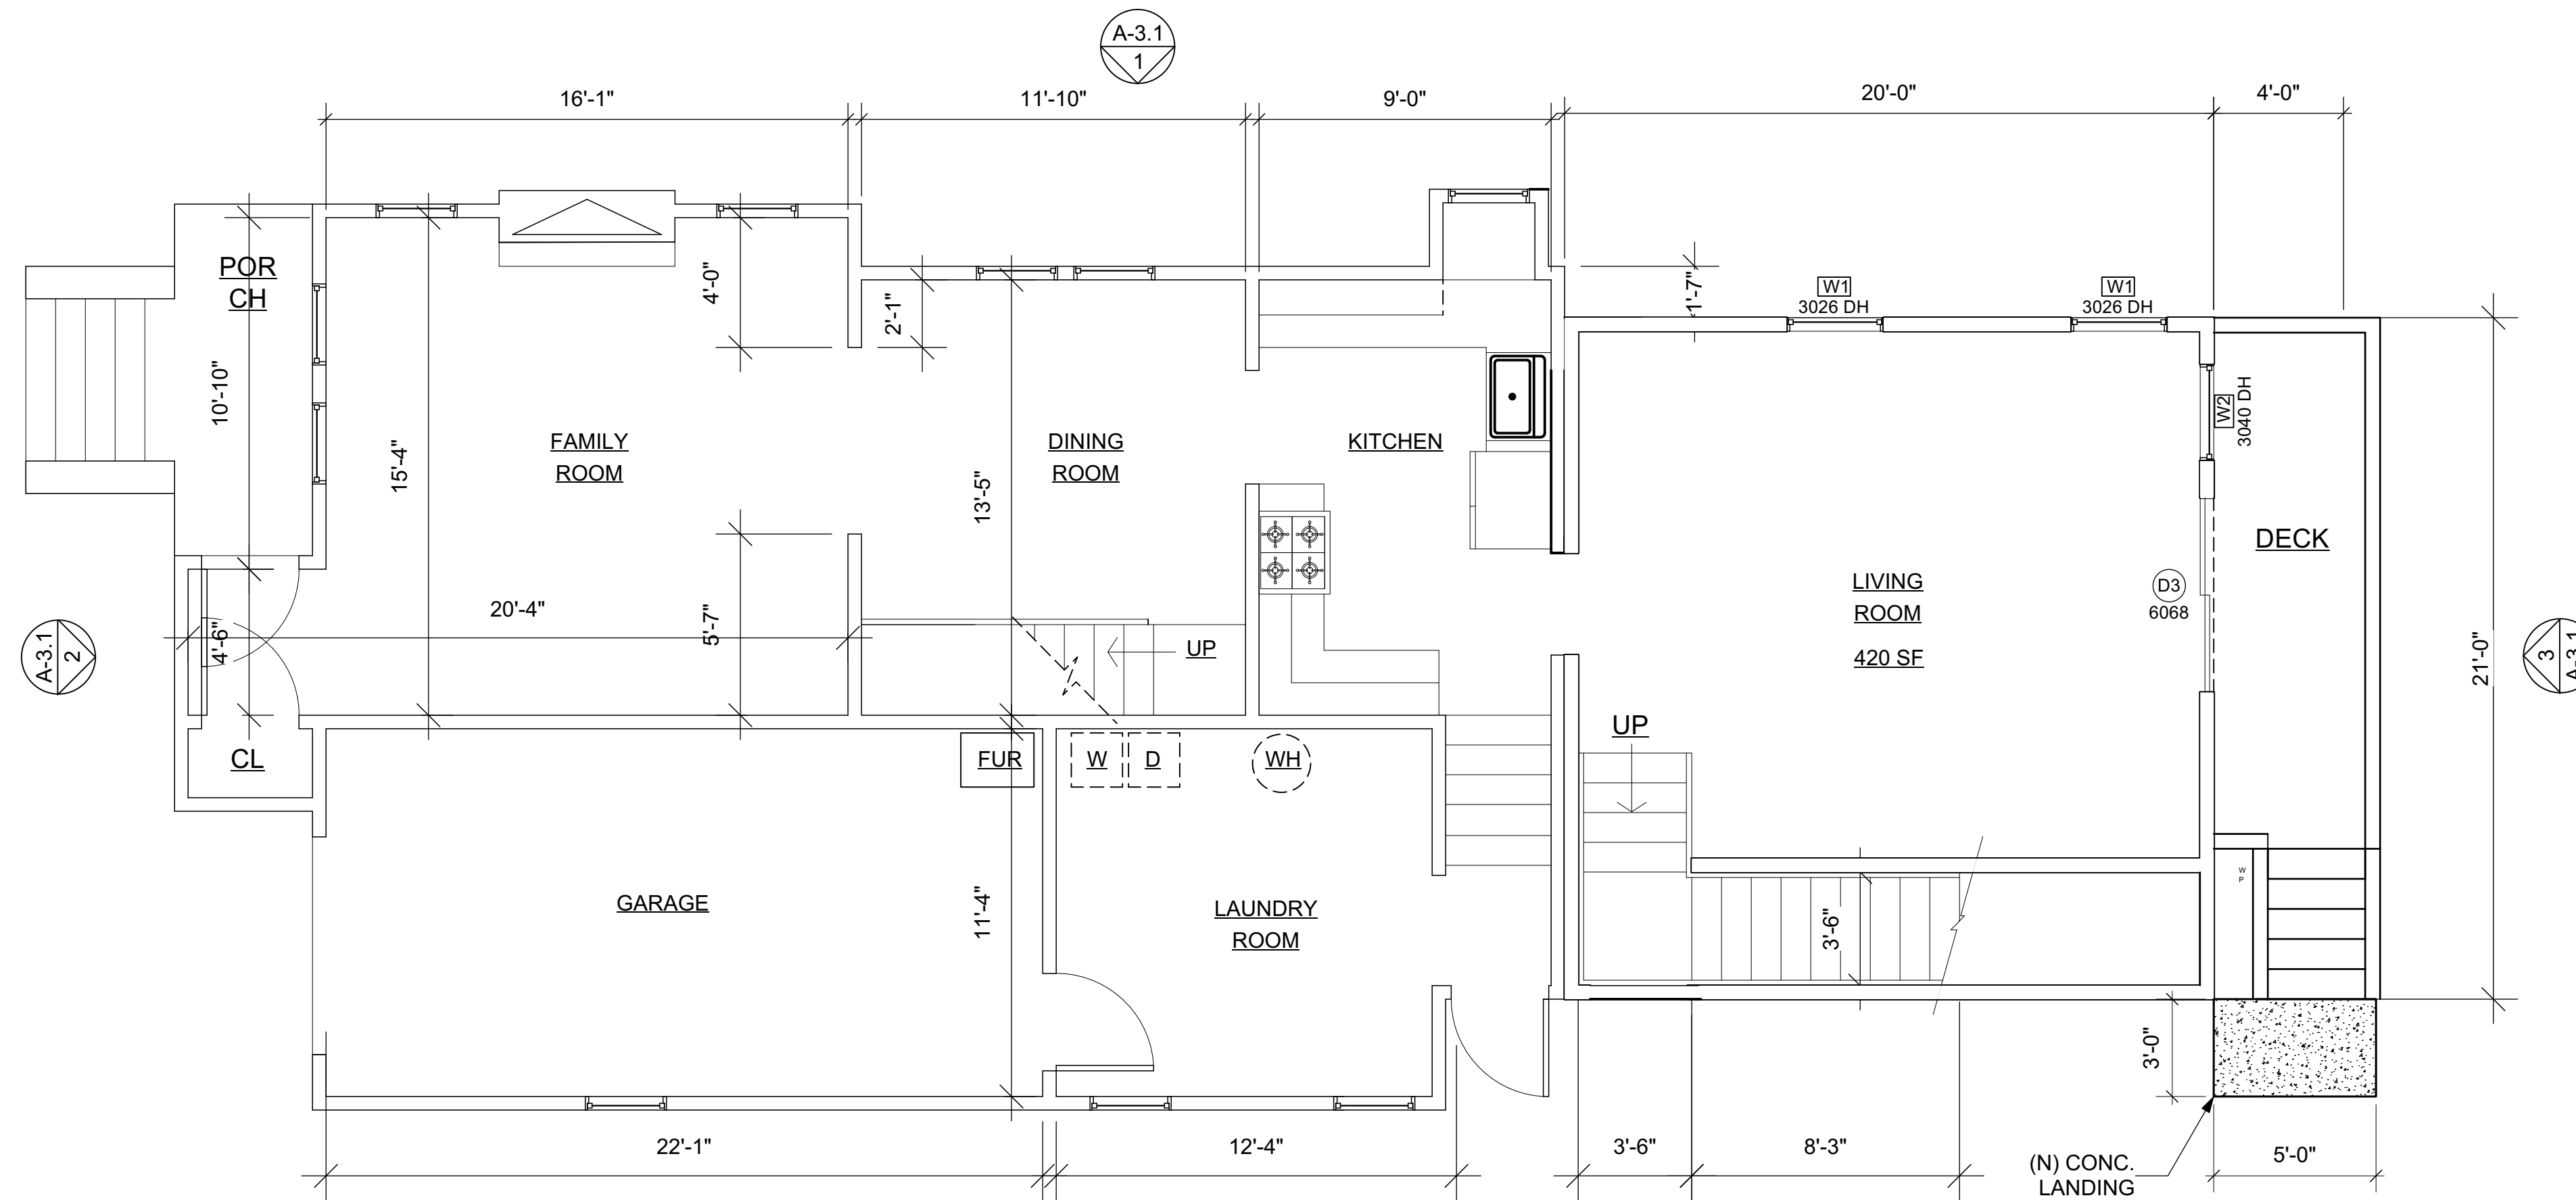 A-3.1
1
16'-1"
11'-10"
9'-0"
20'-0"
4'-0"
POR
CH
4'-0"
2'-1"
1'-7"
W1
3026 DH
W1
3026 DH
W2
3040 DH
10'-10"
15'-4"
FAMILY
ROOM
13'-5"
DINING
ROOM
KITCHEN
DECK
LIVING
ROOM
420 SF
D3
6068
20'-4"
4'-6"
5'-7"
UP
A-3.1
2
21'-0"
3
A-3.1
UP
CL
FUR
W
D
WH
GARAGE
11'-4"
LAUNDRY
ROOM
3'-6"
W
P
3'-0"
22'-1"
12'-4"
3'-6"
8'-3"
(N) CONC.
LANDING
5'-0"